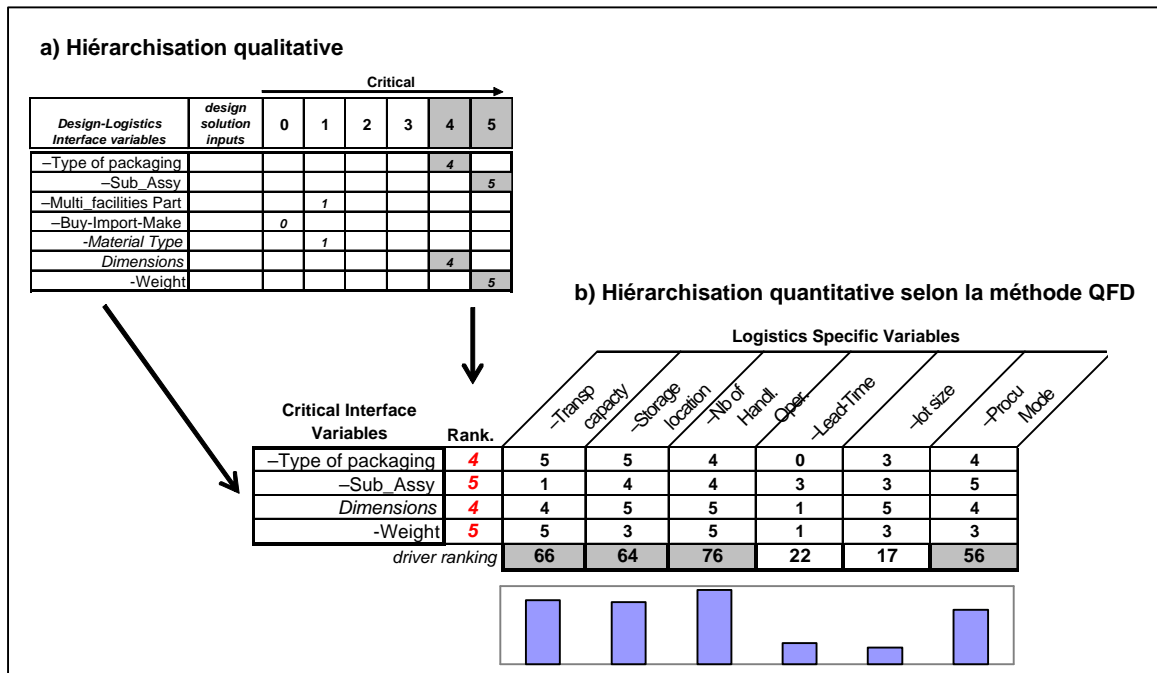 a) Hiérarchisation qualitative
Critical
Design-Logistics
Interface variables
design
solution
inputs
0 1 2 3 4 5
–Type of packaging 4
–Sub_Assy 5
–Multi_facilities Part 1
–Buy-Import-Make 0
-Material Type 1
Dimensions 4
-Weight 5
b) Hiérarchisation quantitative selon la méthode QFD
Logistics Specific Variables
Critical Interface
Variables
Rank.
–Transp
capacty
–Storage
location
–Nb of
Handl.
Oper.
–Lead-Time
–lot size
–Procu
Mode
–Type of packaging 4 5 5 4 0 3 4
–Sub_Assy 5 1 4 4 3 3 5
Dimensions 4 4 5 5 1 5 4
-Weight 5 5 3 5 1 3 3
driver ranking 66 64 76 22 17 56